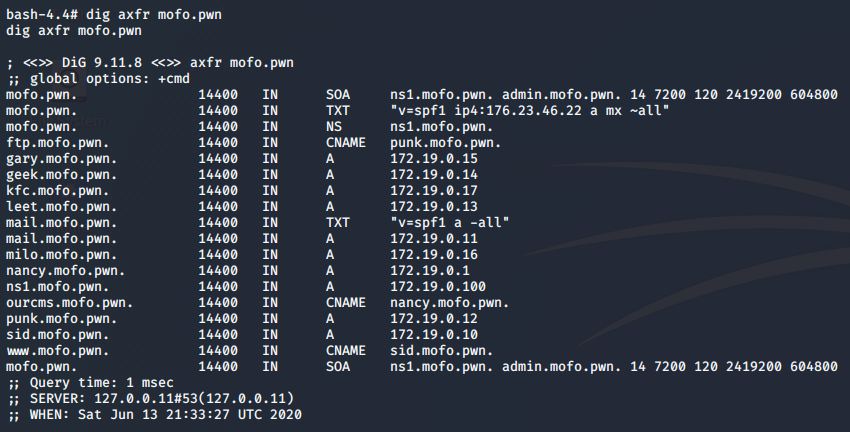 bash-4.4# dig axfr mofo.pwn
dig axfr mofo.pwn
; <<>> DiG 9.11.8 <<>> axfr mofo.pwn
;; global options: +cmd
mofo.pwn. 14400 IN SOA ns1.mofo.pwn. admin.mofo.pwn. 14 7200 120 2419200 604800
mofo.pwn. 14400 IN TXT "v=spf1 ip4:176.23.46.22 a mx ~all"
mofo.pwn. 14400 IN NS ns1.mofo.pwn.
ftp.mofo.pwn. 14400 IN CNAME punk.mofo.pwn.
gary.mofo.pwn. 14400 IN A 172.19.0.15
geek.mofo.pwn. 14400 IN A 172.19.0.14
kfc.mofo.pwn. 14400 IN A 172.19.0.17
leet.mofo.pwn. 14400 IN A 172.19.0.13
mail.mofo.pwn. 14400 IN TXT "v=spf1 a -all"
mail.mofo.pwn. 14400 IN A 172.19.0.11
milo.mofo.pwn. 14400 IN A 172.19.0.16
nancy.mofo.pwn. 14400 IN A 172.19.0.1
ns1.mofo.pwn. 14400 IN A 172.19.0.100
ourcms.mofo.pwn. 14400 IN CNAME nancy.mofo.pwn.
punk.mofo.pwn. 14400 IN A 172.19.0.12
sid.mofo.pwn. 14400 IN A 172.19.0.10
www.mofo.pwn. 14400 IN CNAME sid.mofo.pwn.
mofo.pwn. 14400 IN SOA ns1.mofo.pwn. admin.mofo.pwn. 14 7200 120 2419200 604800
;; Query time: 1 msec
;; SERVER: 127.0.0.11#53(127.0.0.11)
;; WHEN: Sat Jun 13 21:33:27 UTC 2020